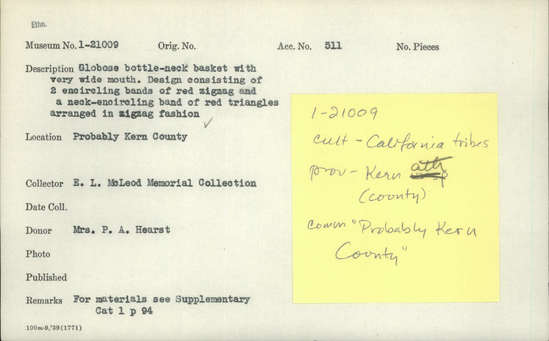 Ethn.
Museum No. 1-21009 Orig. No. Acc. No. 511 No. Pieces
Description Globose bottle-neck basket with
very wide mouth. Design consisting of
2 encircling bands of red zigzag and
a neck-encircling band of red triangles
arranged in zigzag fashion
Location Probably Kern County
Collector E. L. McLeod Memorial Collection
Date Coll.
Donor Mrs. P. A. Hearst
Photo
Published
Remarks For materials see Supplementary
Cat 1 p 94
100m-8,'39(1771)
1-21009
cult - California tribes
prov - Kern
(county)
comm "Probably Kern
County"